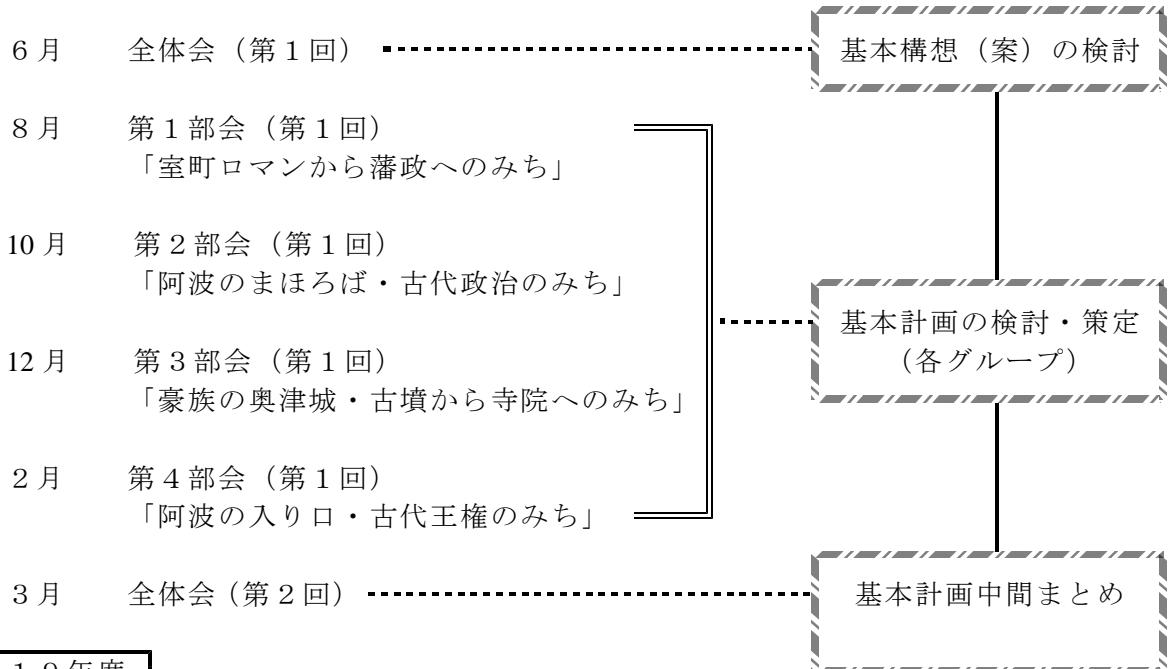 ６月　全体会（第１回）
基本構想（案）の検討
８月　第１部会（第１回）
「室町ロマンから藩政へのみち」
10月　第２部会（第１回）
「阿波のまほろば・古代政治のみち」
基本計画の検討・策定
（各グループ）
12月　第３部会（第１回）
「豪族の奥津城・古墳から寺院へのみち」
２月　第４部会（第１回）
「阿波の入り口・古代王権のみち」
３月　全体会（第２回）
基本計画中間まとめ
１９年度